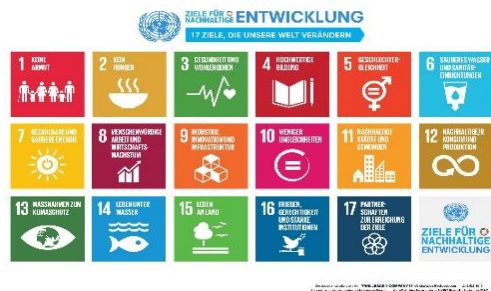 ZIELE FÜR
NACHHALTIGE
ENTWICKLUNG
17 ZIELE, DIE UNSERE WELT VERÄNDERN
1 KEINE
ARMUT
2 KEIN
HUNGER
3 GESUNDHEIT UND
WOHLERGEHEN
4 HOCHWERTIGE
BILDUNG
5 GESCHLECHTER-
GLEICHHEIT
6 SAUBERES WASSER
UND SANITÄR-
EINRICHTUNGEN
7 BEZAHLBARE UND
SAUBERE ENERGIE
8 MENSCHENWÜRDIGE
ARBEIT UND
WIRTSCHAFTS-
WACHSTUM
9 INDUSTRIE,
INNOVATION UND
INFRASTRUKTUR
10 WENIGER
UNGLEICHHEITEN
11 NACHHALTIGE
STÄDTE UND
GEMEINDEN
12 NACHHALTIGE/R
KONSUM UND
PRODUKTION
13 MASSNAHMEN ZUM
KLIMASCHUTZ
14 LEBEN UNTER
WASSER
15 LEBEN
AN LAND
16 FRIEDEN,
GERECHTIGKEIT
UND STARKE
INSTITUTIONEN
17 PARTNER-
SCHAFTEN
ZUR ERREICHUNG
DER ZIELE
ZIELE FÜR
NACHHALTIGE
ENTWICKLUNG